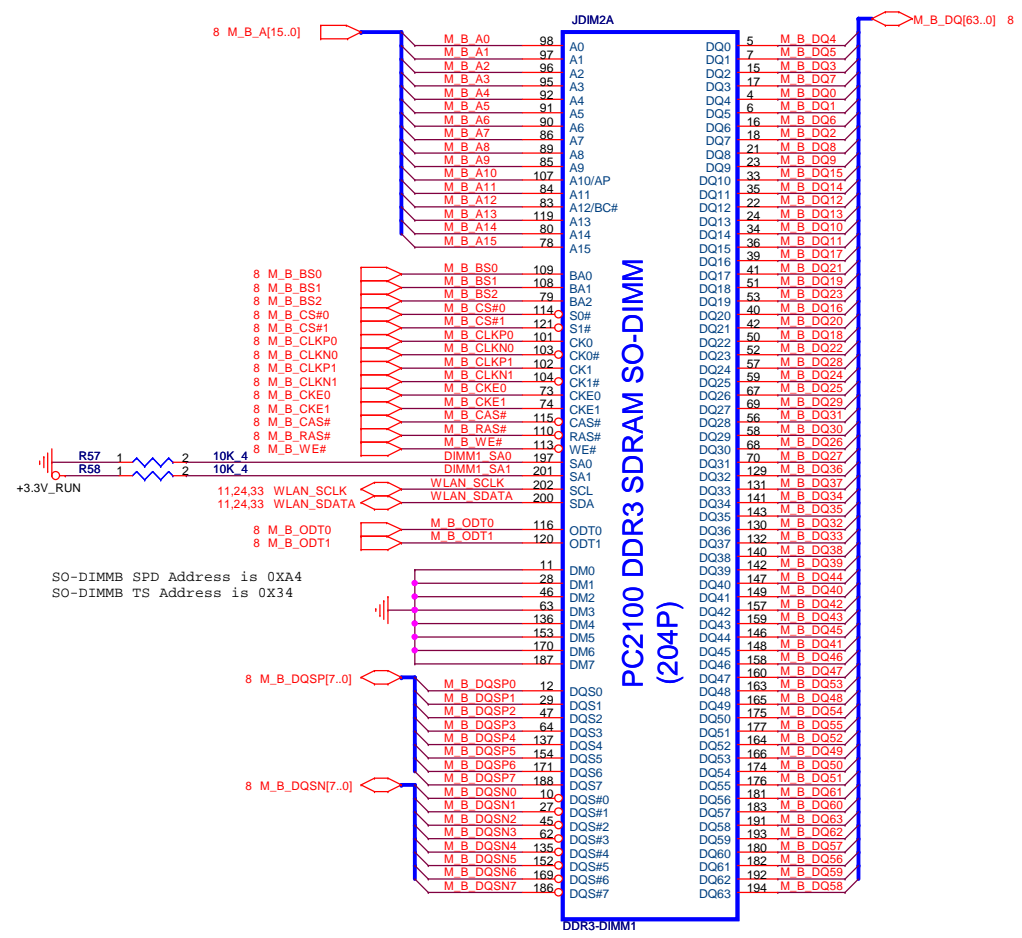 JDIM2A
8 M_B_A[15..0]
M_B_A0 98 A0
M_B_A1 97 A1
M_B_A2 96 A2
M_B_A3 95 A3
M_B_A4 92 A4
M_B_A5 91 A5
M_B_A6 90 A6
M_B_A7 86 A7
M_B_A8 89 A8
M_B_A9 85 A9
M_B_A10 107 A10/AP
M_B_A11 84 A11
M_B_A12 83 A12/BC#
M_B_A13 119 A13
M_B_A14 80 A14
M_B_A15 78 A15
8 M_B_BS0 M_B_BS0 109 BA0
8 M_B_BS1 M_B_BS1 108 BA1
8 M_B_BS2 M_B_BS2 79 BA2
8 M_B_CS#0 M_B_CS#0 114 S0#
8 M_B_CS#1 M_B_CS#1 121 S1#
8 M_B_CLKP0 M_B_CLKP0 101 CK0
8 M_B_CLKN0 M_B_CLKN0 103 CK0#
8 M_B_CLKP1 M_B_CLKP1 102 CK1
8 M_B_CLKN1 M_B_CLKN1 104 CK1#
8 M_B_CKE0 M_B_CKE0 73 CKE0
8 M_B_CKE1 M_B_CKE1 74 CKE1
8 M_B_CAS# M_B_CAS# 115 CAS#
8 M_B_RAS# M_B_RAS# 110 RAS#
8 M_B_WE# M_B_WE# 113 WE#
R57 1 2 10K_4 DIMM1_SA0 197 SA0
R58 1 2 10K_4 DIMM1_SA1 201 SA1
+3.3V_RUN
11,24,33 WLAN_SCLK WLAN_SCLK 202 SCL
11,24,33 WLAN_SDATA WLAN_SDATA 200 SDA
8 M_B_ODT0 M_B_ODT0 116 ODT0
8 M_B_ODT1 M_B_ODT1 120 ODT1
SO-DIMMB SPD Address is 0XA4
SO-DIMMB TS Address is 0X34
11 DM0
28 DM1
46 DM2
63 DM3
136 DM4
153 DM5
170 DM6
187 DM7
8 M_B_DQSP[7..0]
M_B_DQSP0 12 DQS0
M_B_DQSP1 29 DQS1
M_B_DQSP2 47 DQS2
M_B_DQSP3 64 DQS3
M_B_DQSP4 137 DQS4
M_B_DQSP5 154 DQS5
M_B_DQSP6 171 DQS6
M_B_DQSP7 188 DQS7
8 M_B_DQSN[7..0]
M_B_DQSN0 10 DQS#0
M_B_DQSN1 27 DQS#1
M_B_DQSN2 45 DQS#2
M_B_DQSN3 62 DQS#3
M_B_DQSN4 135 DQS#4
M_B_DQSN5 152 DQS#5
M_B_DQSN6 169 DQS#6
M_B_DQSN7 186 DQS#7
PC2100 DDR3 SDRAM SO-DIMM
(204P)
M_B_DQ[63..0] 8
DQ0 5 M_B_DQ4
DQ1 7 M_B_DQ5
DQ2 15 M_B_DQ3
DQ3 17 M_B_DQ7
DQ4 4 M_B_DQ0
DQ5 6 M_B_DQ1
DQ6 16 M_B_DQ6
DQ7 18 M_B_DQ2
DQ8 21 M_B_DQ8
DQ9 23 M_B_DQ9
DQ10 33 M_B_DQ15
DQ11 35 M_B_DQ14
DQ12 22 M_B_DQ12
DQ13 24 M_B_DQ13
DQ14 34 M_B_DQ10
DQ15 36 M_B_DQ11
DQ16 39 M_B_DQ17
DQ17 41 M_B_DQ21
DQ18 51 M_B_DQ19
DQ19 53 M_B_DQ23
DQ20 40 M_B_DQ16
DQ21 42 M_B_DQ20
DQ22 50 M_B_DQ18
DQ23 52 M_B_DQ22
DQ24 57 M_B_DQ28
DQ25 59 M_B_DQ24
DQ26 67 M_B_DQ25
DQ27 69 M_B_DQ29
DQ28 56 M_B_DQ31
DQ29 58 M_B_DQ30
DQ30 68 M_B_DQ26
DQ31 70 M_B_DQ27
DQ32 129 M_B_DQ36
DQ33 131 M_B_DQ37
DQ34 141 M_B_DQ34
DQ35 143 M_B_DQ35
DQ36 130 M_B_DQ32
DQ37 132 M_B_DQ33
DQ38 140 M_B_DQ38
DQ39 142 M_B_DQ39
DQ40 147 M_B_DQ44
DQ41 149 M_B_DQ40
DQ42 157 M_B_DQ42
DQ43 159 M_B_DQ43
DQ44 146 M_B_DQ45
DQ45 148 M_B_DQ41
DQ46 158 M_B_DQ46
DQ47 160 M_B_DQ47
DQ48 163 M_B_DQ53
DQ49 165 M_B_DQ48
DQ50 175 M_B_DQ54
DQ51 177 M_B_DQ55
DQ52 164 M_B_DQ52
DQ53 166 M_B_DQ49
DQ54 174 M_B_DQ50
DQ55 176 M_B_DQ51
DQ56 181 M_B_DQ61
DQ57 183 M_B_DQ60
DQ58 191 M_B_DQ63
DQ59 193 M_B_DQ62
DQ60 180 M_B_DQ57
DQ61 182 M_B_DQ56
DQ62 192 M_B_DQ59
DQ63 194 M_B_DQ58
DDR3-DIMM1